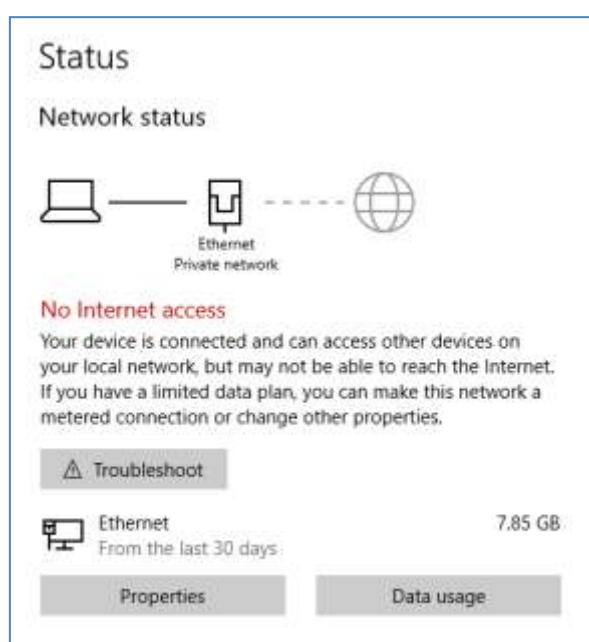 Status
Network status
Ethernet
Private network
No Internet access
Your device is connected and can access other devices on
your local network, but may not be able to reach the Internet.
If you have a limited data plan, you can make this network a
metered connection or change other properties.
Troubleshoot
Ethernet 7.85 GB
From the last 30 days
Properties Data usage